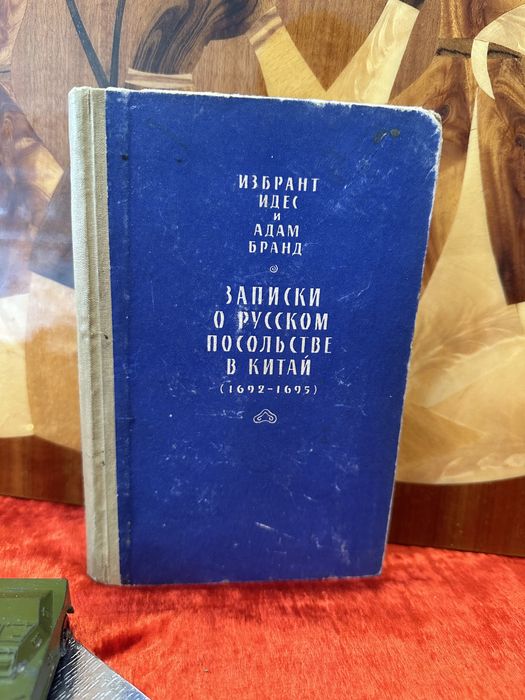 ИЗБРАНТ
ИДЕС
И
АДАМ
БРАНД
ЗАПИСКИ
О РУССКОМ
ПОСОЛЬСТВЕ
В КИТАЙ
(1692-1695)